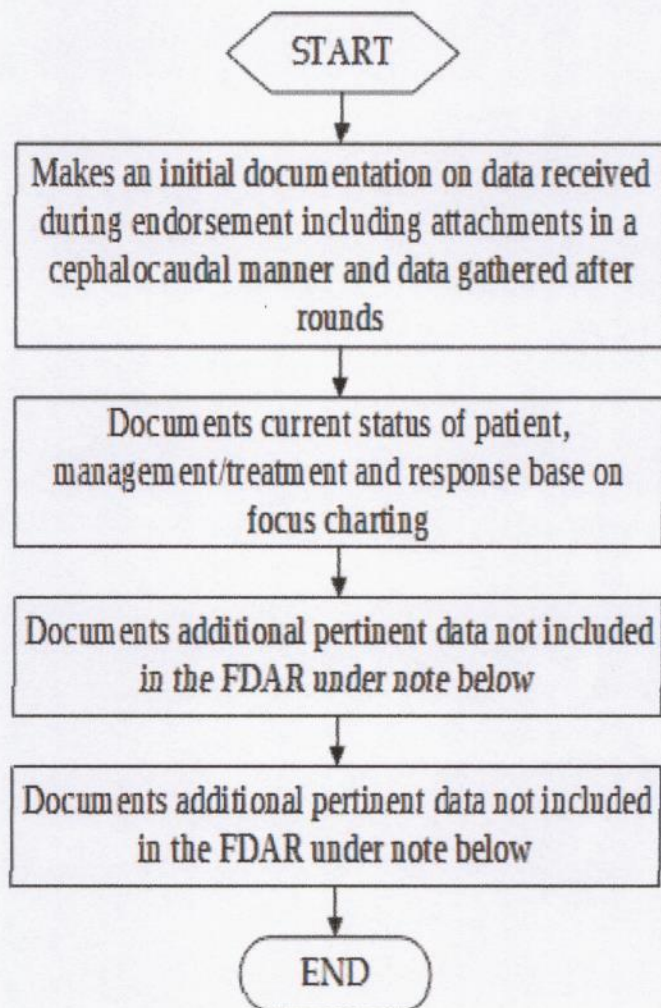 START
Makes an initial documentation on data received
during endorsement including attachments in a
cephalocaudal manner and data gathered after
rounds
Documents current status of patient,
management/treatment and response base on
focus charting
Documents additional pertinent data not included
in the FDAR under note below
Documents additional pertinent data not included
in the FDAR under note below
END